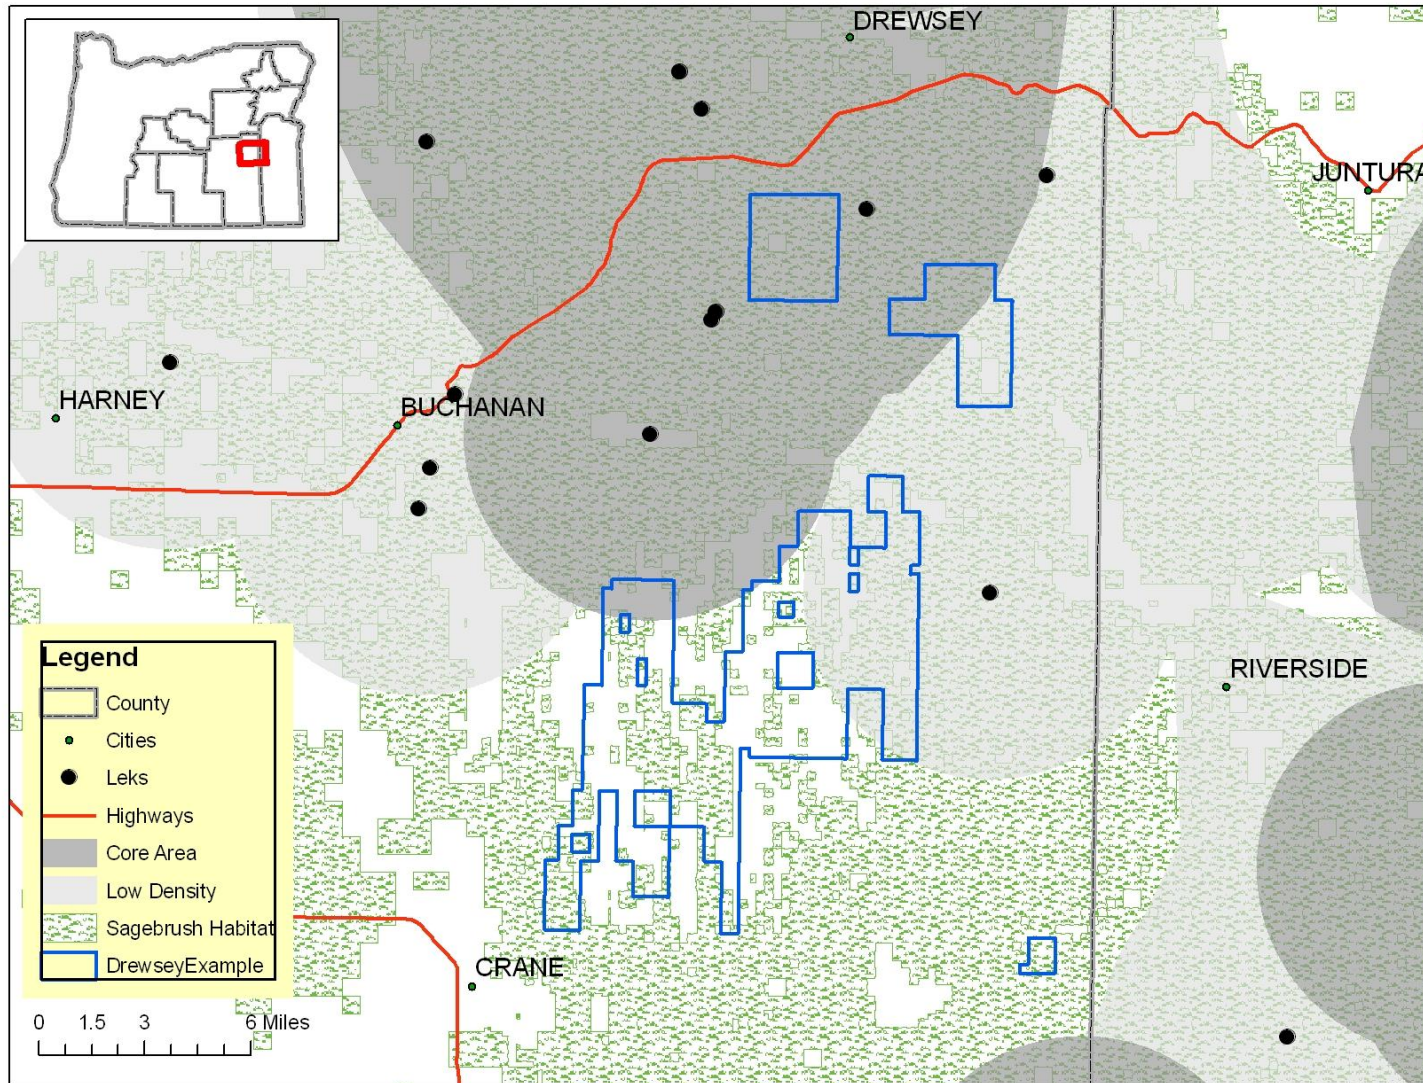 DREWSEY
JUNTURA
HARNEY
BUCHANAN
RIVERSIDE
CRANE
Legend
County
Cities
Leks
Highways
Core Area
Low Density
Sagebrush Habitat
DrewseyExample
0 1.5 3 6 Miles